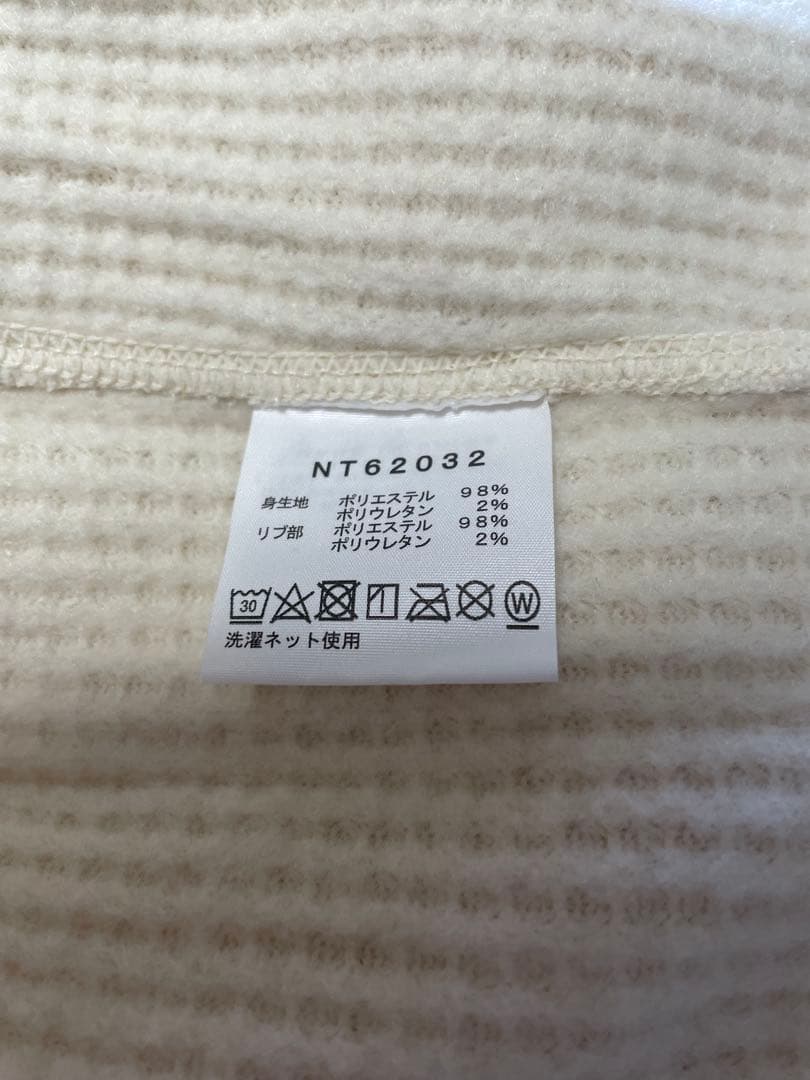 NT62032
身生地 ポリエステル 98%
ポリウレタン 2%
リブ部 ポリエステル 98%
ポリウレタン 2%
30 W
洗濯ネット使用